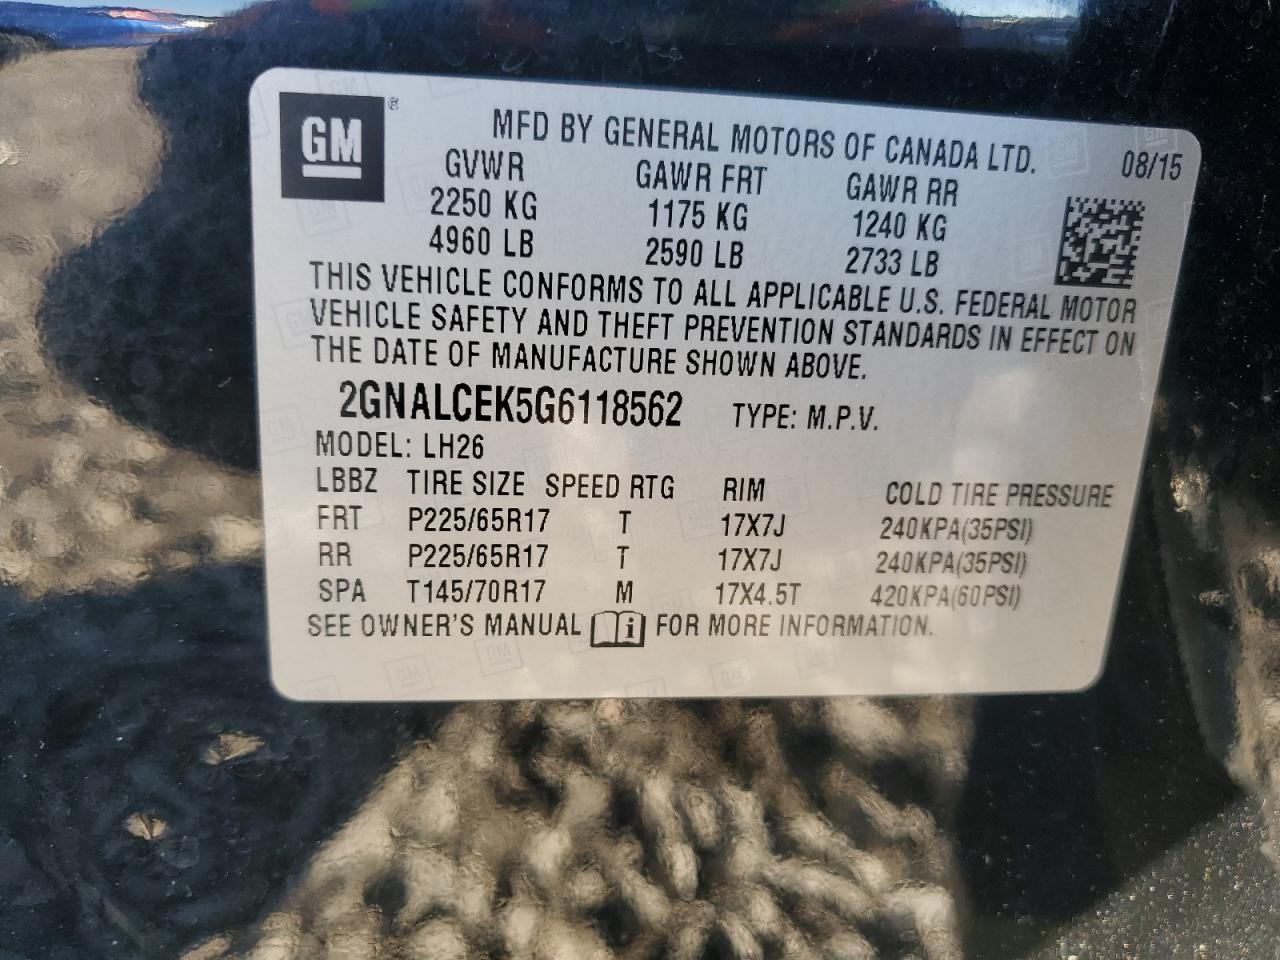 GM®
MFD BY GENERAL MOTORS OF CANADA LTD.
08/15
GVWR GAWR FRT GAWR RR
2250 KG 1175 KG 1240 KG
4960 LB 2590 LB 2733 LB
THIS VEHICLE CONFORMS TO ALL APPLICABLE U.S. FEDERAL MOTOR
VEHICLE SAFETY AND THEFT PREVENTION STANDARDS IN EFFECT ON
THE DATE OF MANUFACTURE SHOWN ABOVE.
2GNALCEK5G6118562 TYPE: M.P.V.
MODEL: LH26
LBBZ TIRE SIZE SPEED RTG RIM COLD TIRE PRESSURE
FRT P225/65R17 T 17X7J 240KPA(35PSI)
RR P225/65R17 T 17X7J 240KPA(35PSI)
SPA T145/70R17 M 17X4.5T 420KPA(60PSI)
SEE OWNER'S MANUAL i FOR MORE INFORMATION.